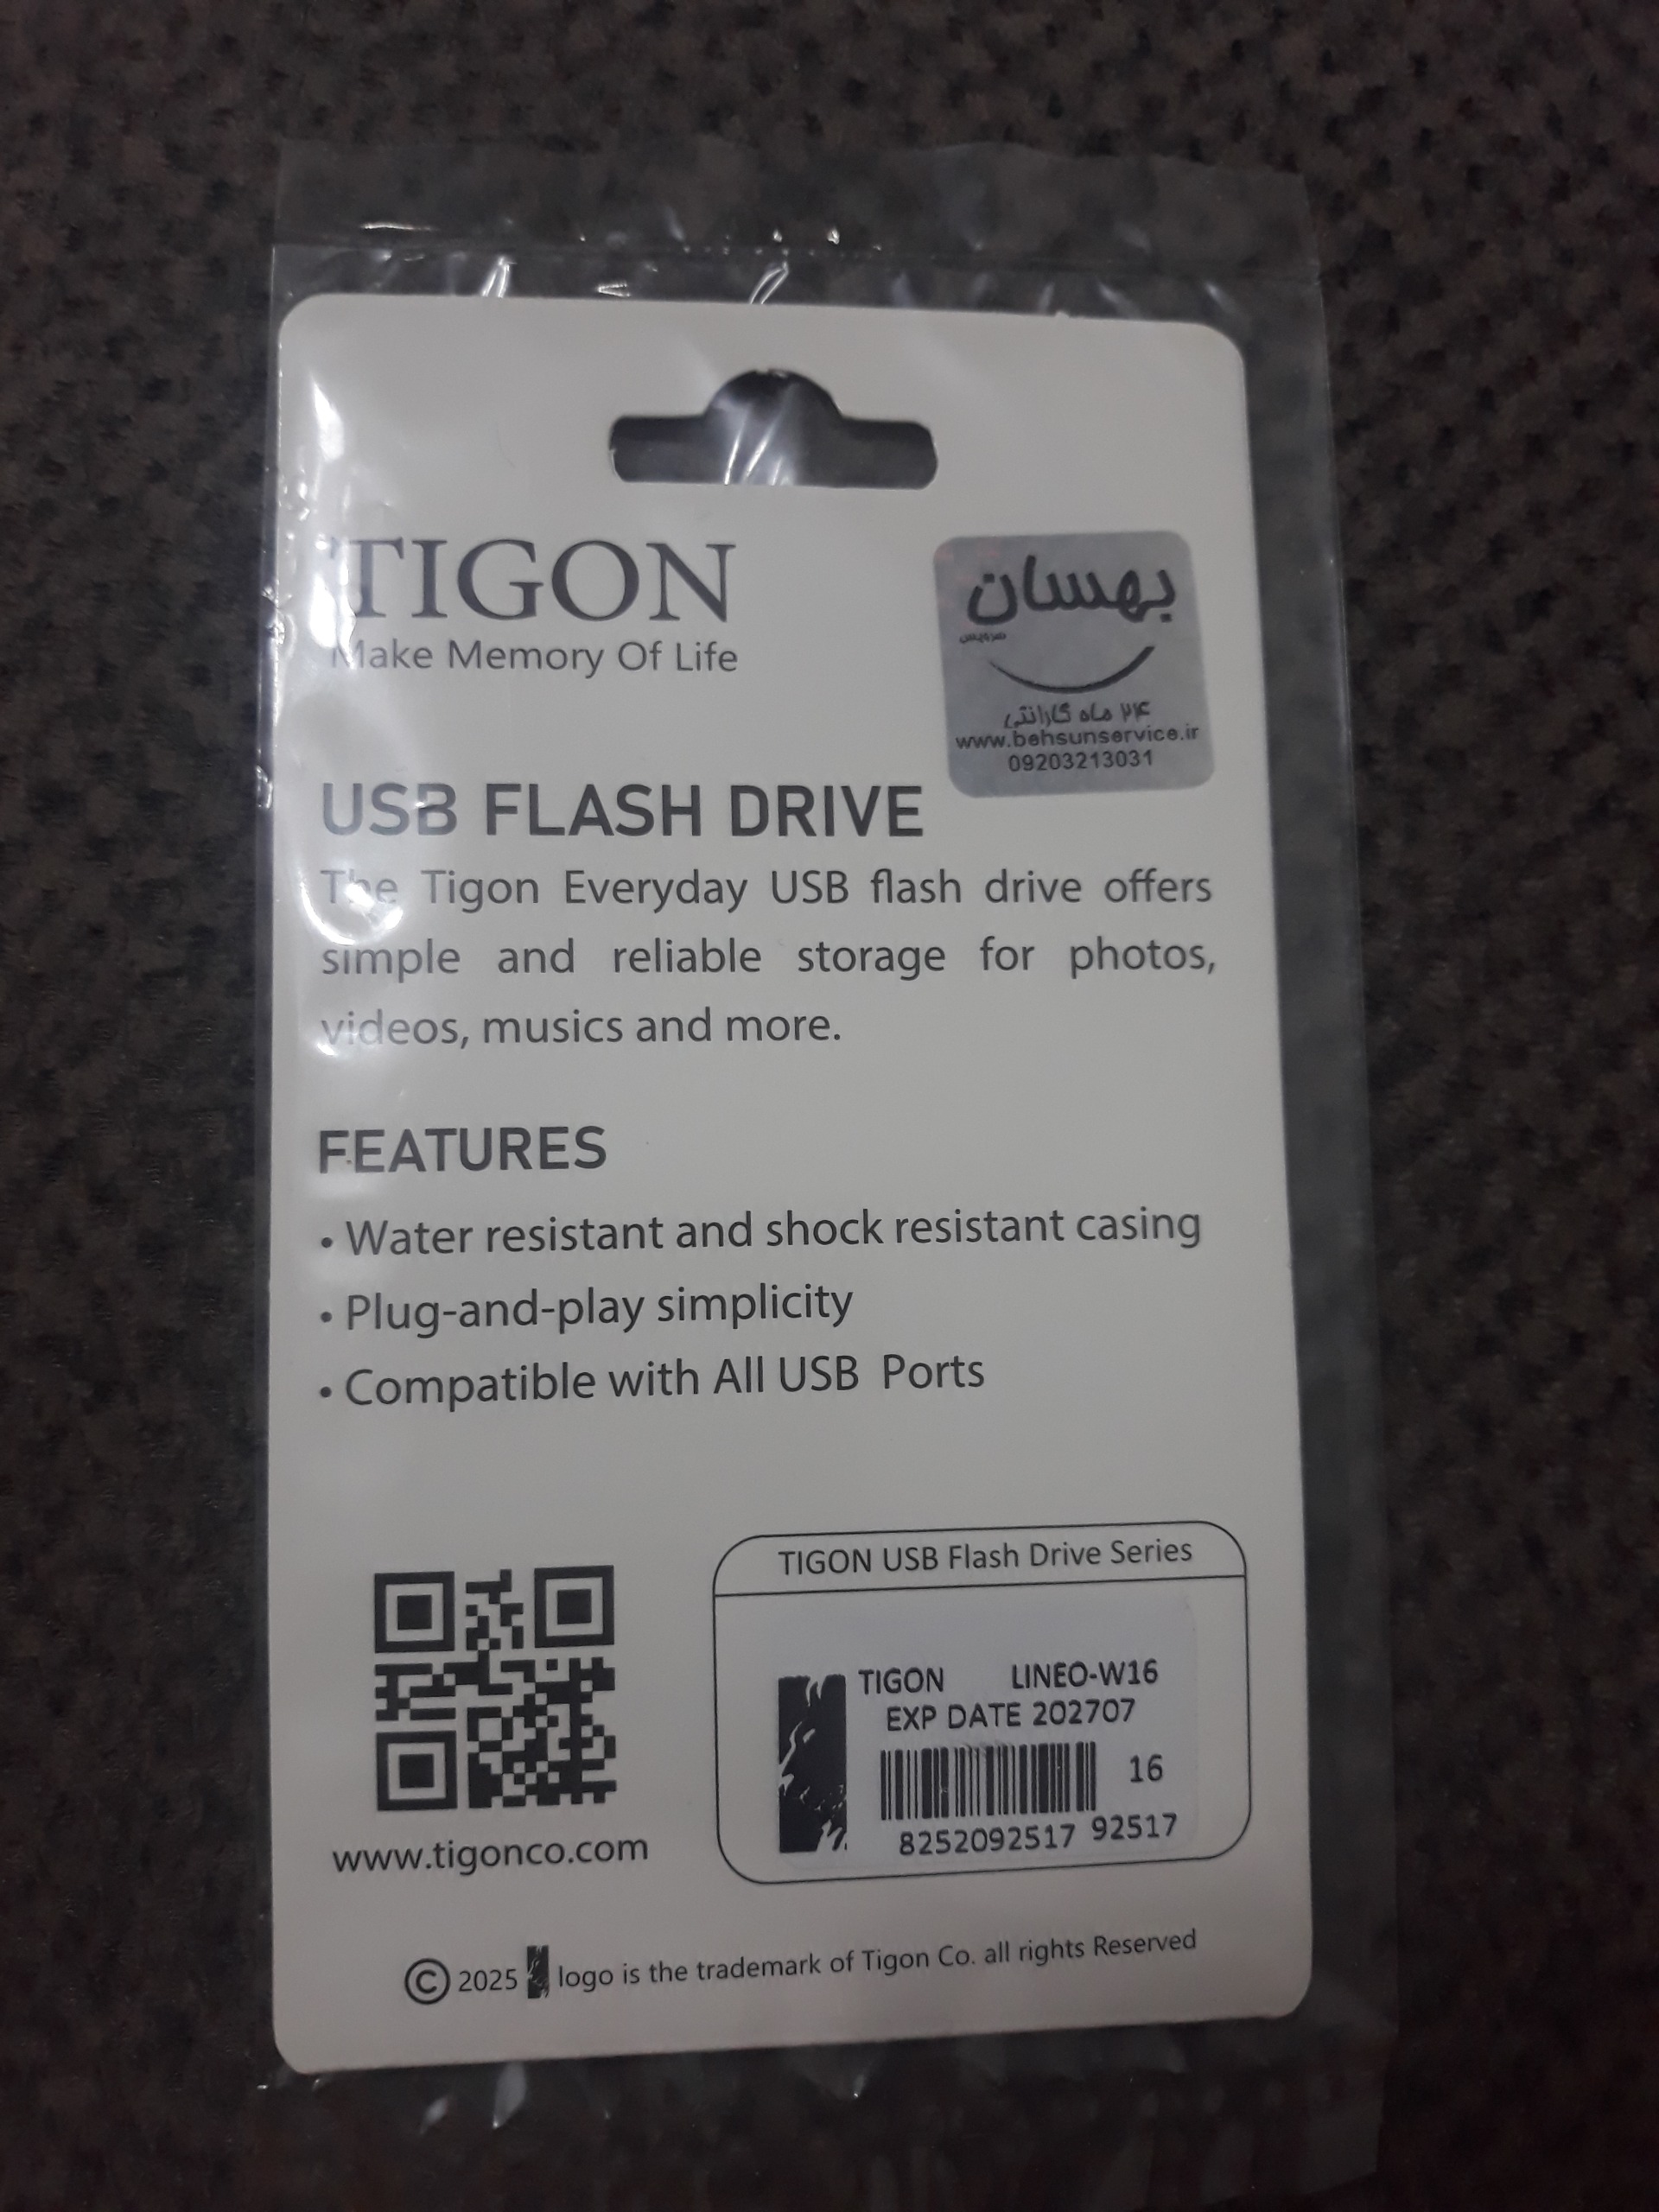 TIGON
Make Memory Of Life
بهسان
سرویس
۲۴ ماه گارانتی
www.behsunservice.ir
09203213031
USB FLASH DRIVE
The Tigon Everyday USB flash drive offers
simple and reliable storage for photos,
videos, musics and more.
FEATURES
• Water resistant and shock resistant casing
• Plug-and-play simplicity
• Compatible with All USB Ports
TIGON USB Flash Drive Series
TIGON LINEO-W16
EXP DATE 202707
16
8252092517 92517
www.tigonco.com
© 2025 logo is the trademark of Tigon Co. all rights Reserved